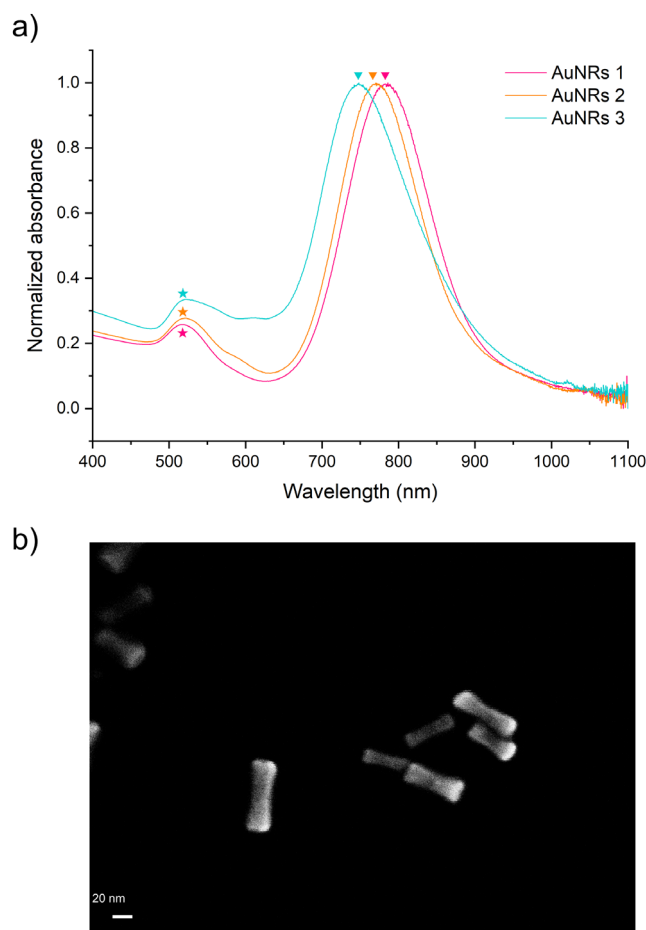 a)
AuNRs 1
AuNRs 2
AuNRs 3
1.0
0.8
0.6
0.4
0.2
0.0
Normalized absorbance
400 500 600 700 800 900 1000 1100
Wavelength (nm)
b)
20 nm